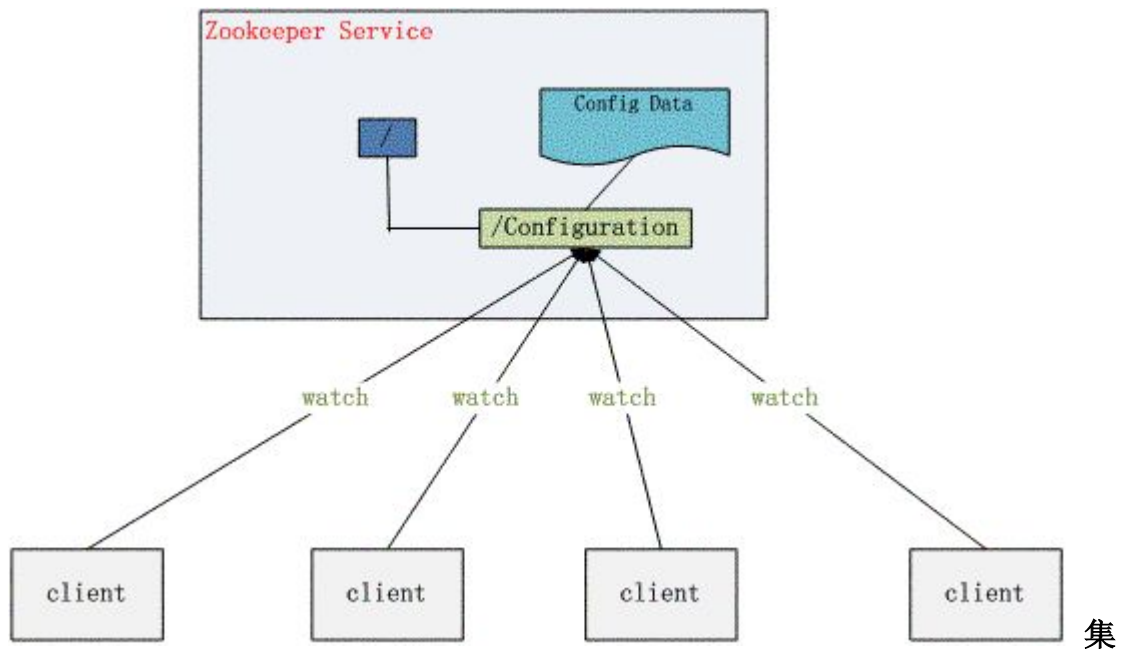 Zookeeper Service
Config Data
/
/Configuration
watch watch watch watch
client client client client
集